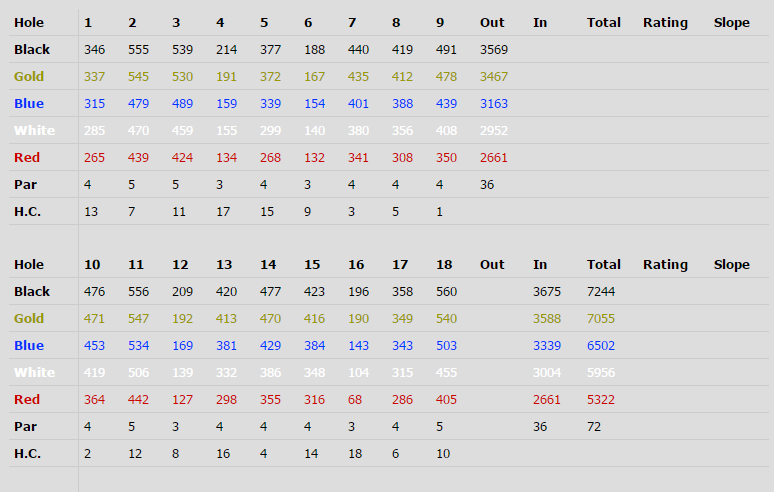 Hole 1 2 3 4 5 6 7 8 9 Out In Total Rating Slope
Black 346 555 539 214 377 188 440 419 491 3569
Gold 337 545 530 191 372 167 435 412 478 3467
Blue 315 479 489 159 339 154 401 388 439 3163
White 285 470 459 155 299 140 380 356 408 2952
Red 265 439 424 134 268 132 341 308 350 2661
Par 4 5 5 3 4 3 4 4 4 36
H.C. 13 7 11 17 15 9 3 5 1
Hole 10 11 12 13 14 15 16 17 18 Out In Total Rating Slope
Black 476 556 209 420 477 423 196 358 560 3675 7244
Gold 471 547 192 413 470 416 190 349 540 3588 7055
Blue 453 534 169 381 429 384 143 343 503 3339 6502
White 419 506 139 332 386 348 104 315 455 3004 5956
Red 364 442 127 298 355 316 68 286 405 2661 5322
Par 4 5 3 4 4 4 3 4 5 36 72
H.C. 2 12 8 16 4 14 18 6 10